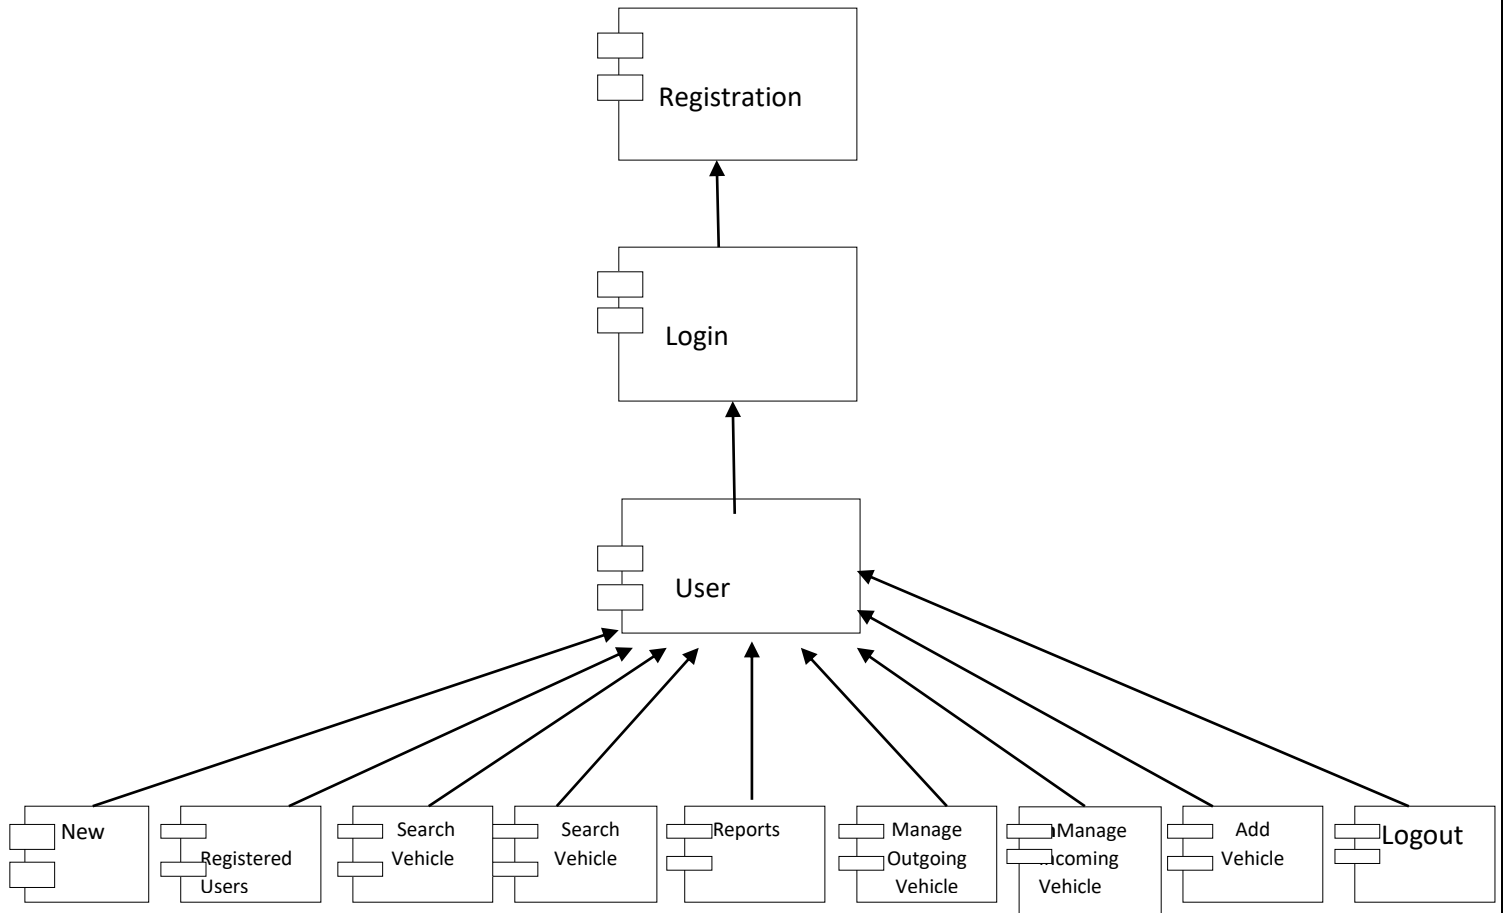 Registration
Login
User
New
Registered
Users
Search
Vehicle
Search
Vehicle
Reports
Manage
Outgoing
Vehicle
Manage
Vehicle
Add
Vehicle
Logout